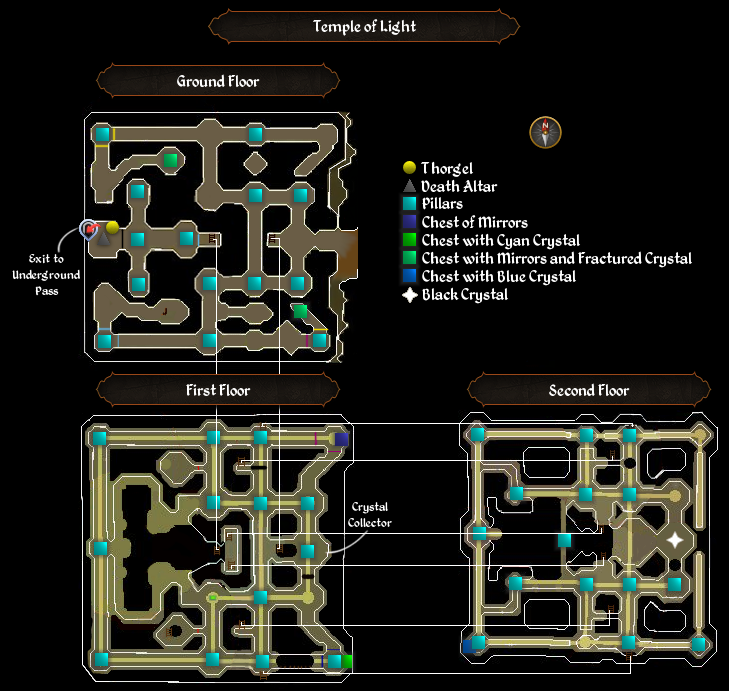 Temple of Light
Ground Floor
N
Thorgel
Death Altar
Pillars
Chest of Mirrors
Chest with Cyan Crystal
Chest with Mirrors and Fractured Crystal
Chest with Blue Crystal
Black Crystal
Exit to
Underground
Pass
First Floor
Second Floor
Crystal
Collector